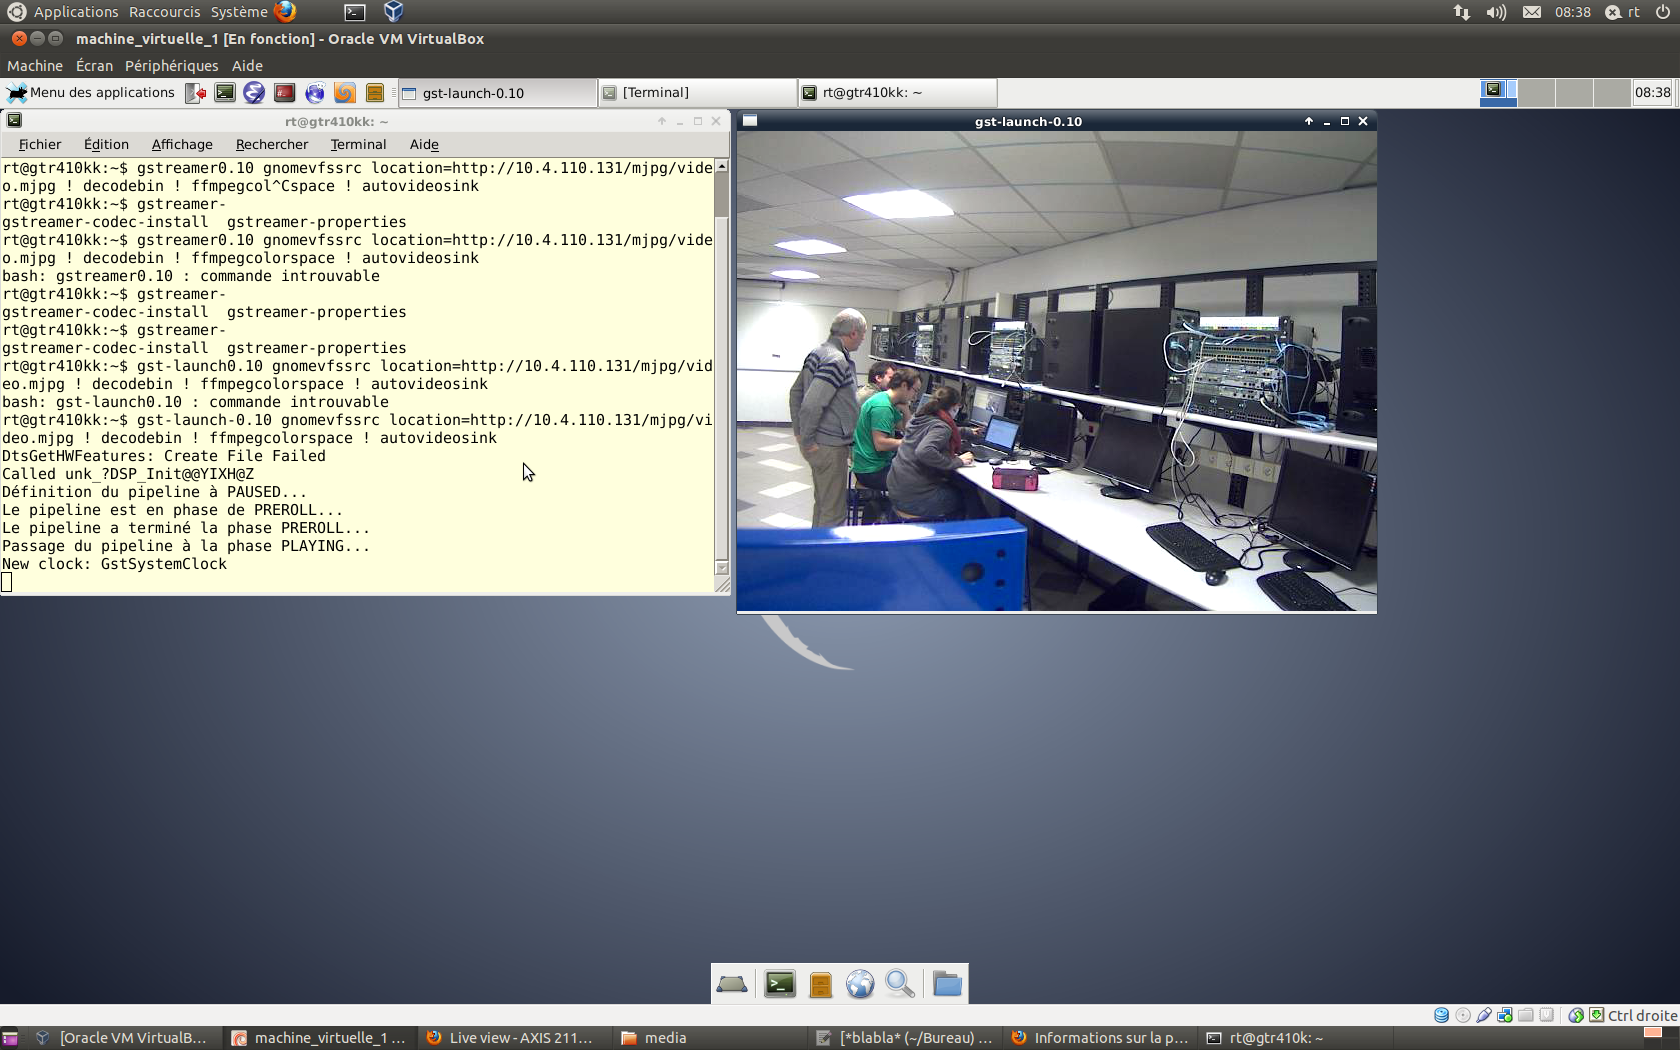 Applications Raccourcis Système
08:38 rt
machine_virtuelle_1 [En fonction] - Oracle VM VirtualBox
Machine Écran Périphériques Aide
Menu des applications gst-launch-0.10 [Terminal] rt@gtr410kk: ~ 08:38
rt@gtr410kk: ~
Fichier Édition Affichage Rechercher Terminal Aide
rt@gtr410kk:~$ gstreamer0.10 gnomevfssrc location=http://10.4.110.131/mjpg/vide
o.mjpg ! decodebin ! ffmpegcol^Cspace ! autovideosink
rt@gtr410kk:~$ gstreamer-
gstreamer-codec-install gstreamer-properties
rt@gtr410kk:~$ gstreamer0.10 gnomevfssrc location=http://10.4.110.131/mjpg/vide
o.mjpg ! decodebin ! ffmpegcolorspace ! autovideosink
bash: gstreamer0.10 : commande introuvable
rt@gtr410kk:~$ gstreamer-
gstreamer-codec-install gstreamer-properties
rt@gtr410kk:~$ gstreamer-
gstreamer-codec-install gstreamer-properties
rt@gtr410kk:~$ gst-launch0.10 gnomevfssrc location=http://10.4.110.131/mjpg/vid
eo.mjpg ! decodebin ! ffmpegcolorspace ! autovideosink
bash: gst-launch0.10 : commande introuvable
rt@gtr410kk:~$ gst-launch-0.10 gnomevfssrc location=http://10.4.110.131/mjpg/vi
deo.mjpg ! decodebin ! ffmpegcolorspace ! autovideosink
DtsGetHWFeatures: Create File Failed
Called unk_?DSP_Init@@YIXH@Z
Définition du pipeline à PAUSED...
Le pipeline est en phase de PREROLL...
Le pipeline a terminé la phase PREROLL...
Passage du pipeline à la phase PLAYING...
New clock: GstSystemClock
gst-launch-0.10
Ctrl droite
[Oracle VM VirtualB... machine_virtuelle_1 ... Live view - AXIS 211... media [*blabla* (~/Bureau) ... Informations sur la p... rt@gtr410k: ~